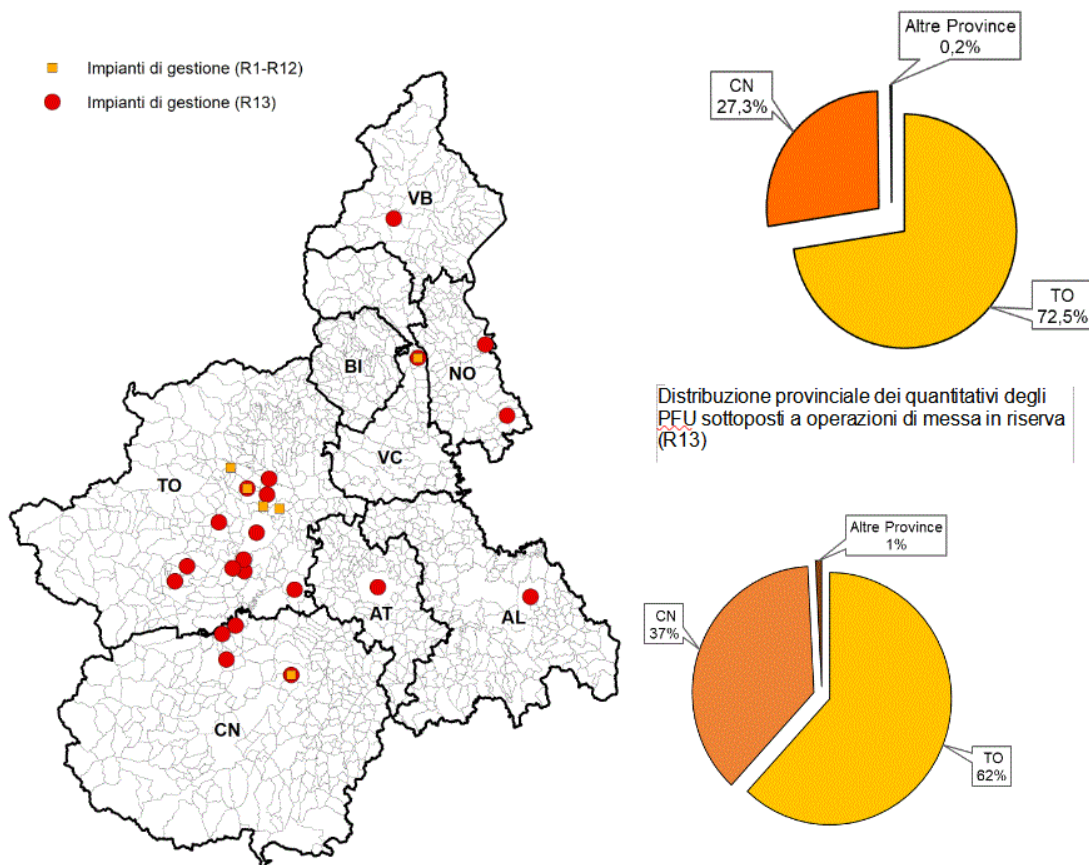 Impianti di gestione (R1-R12)
Impianti di gestione (R13)
VB
BI
NO
VC
TO
AT
AL
CN
Altre Province
0,2%
CN
27,3%
TO
72,5%
Distribuzione provinciale dei quantitativi degli
PFU sottoposti a operazioni di messa in riserva
(R13)
Altre Province
1%
CN
37%
TO
62%